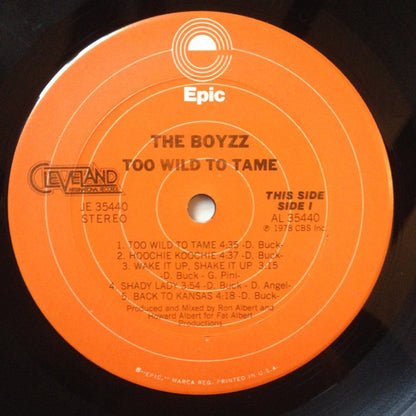 Epic
THE BOYZZ
TOO WILD TO TAME
CLEVELAND
INTERNATIONAL RECORDS
JE 35440
STEREO
THIS SIDE
SIDE 1
AL 35440
℗ 1978 CBS Inc.
1. TOO WILD TO TAME 4:35 -D. Buck-
2. HOOCHIE KOOCHIE 4:37 -D. Buck-
3. WAKE IT UP, SHAKE IT UP 3:15
-D. Buck - G. Pini-
4. SHADY LADY 3:54 -D. Buck - D. Angel-
5. BACK TO KANSAS 4:18 -D. Buck-
Produced and Mixed by Ron Albert and
Howard Albert for Fat Albert
Productions
®-"EPIC," MARCA REG. PRINTED IN U.S.A.